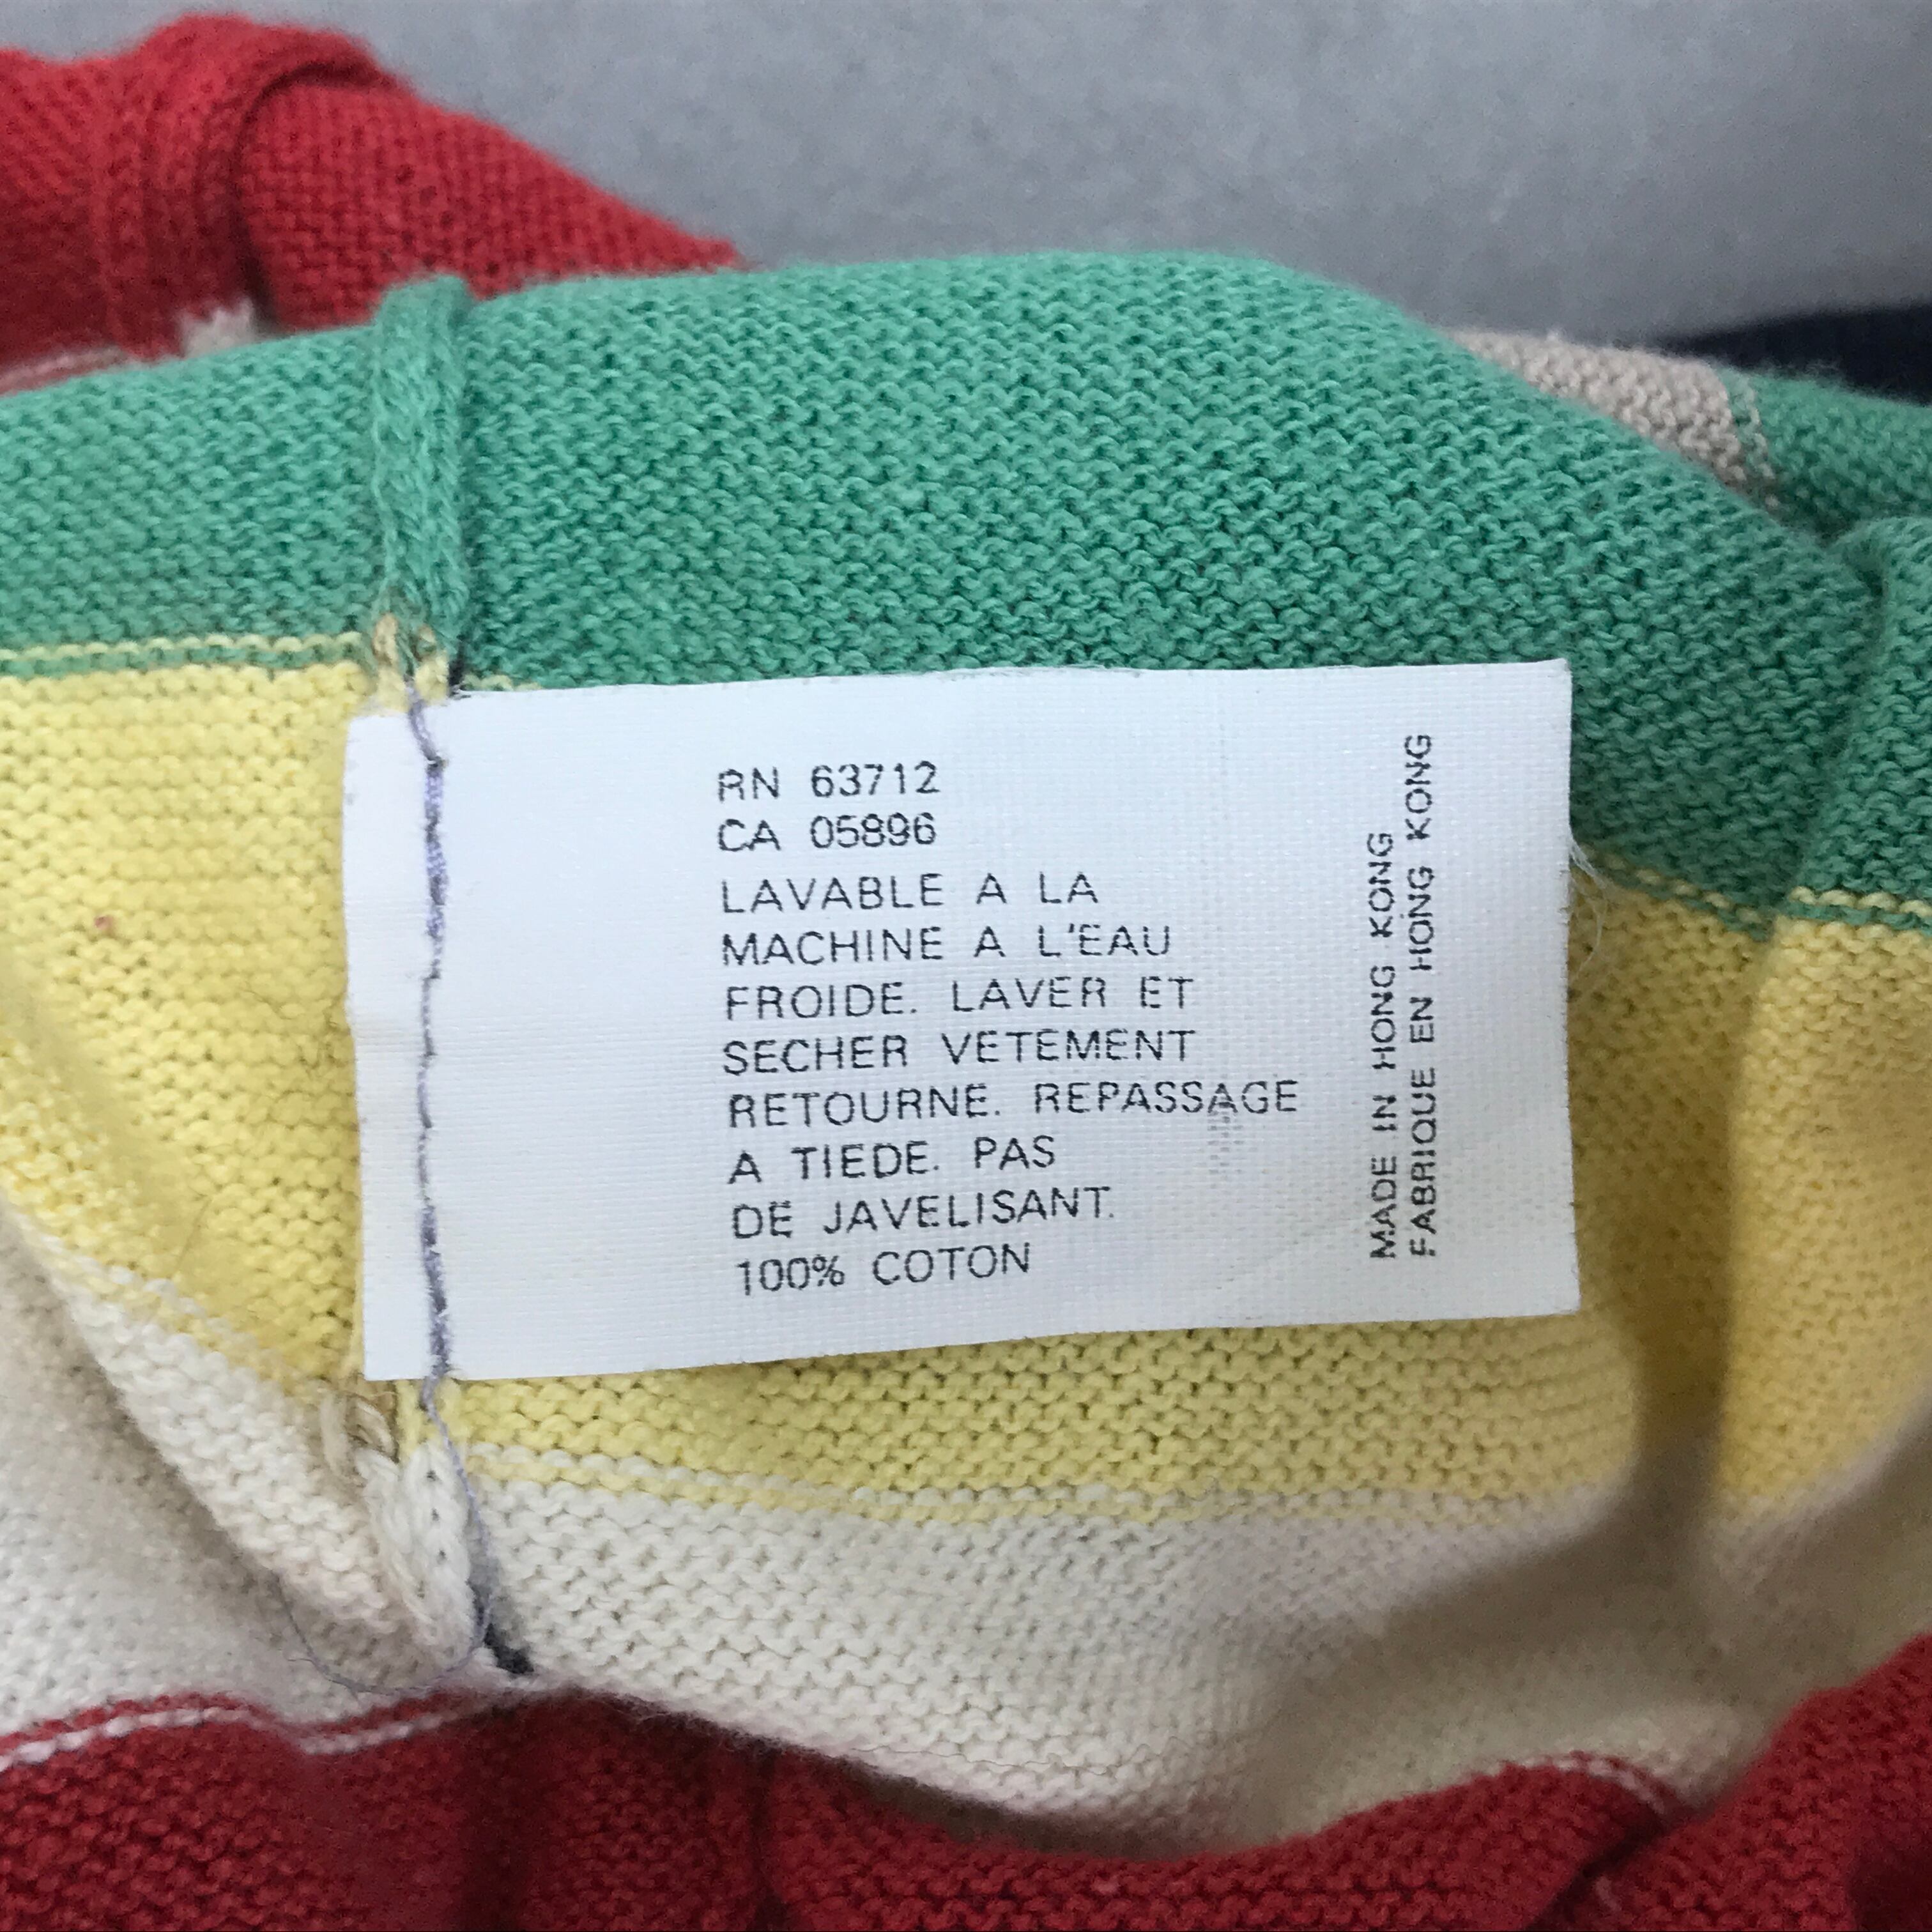 RN 63712
CA 05896
LAVABLE A LA
MACHINE A L'EAU
FROIDE. LAVER ET
SECHER VETEMENT
RETOURNE. REPASSAGE
A TIEDE. PAS
DE JAVELISANT.
100% COTON
MADE IN HONG KONG
FABRIQUE EN HONG KONG